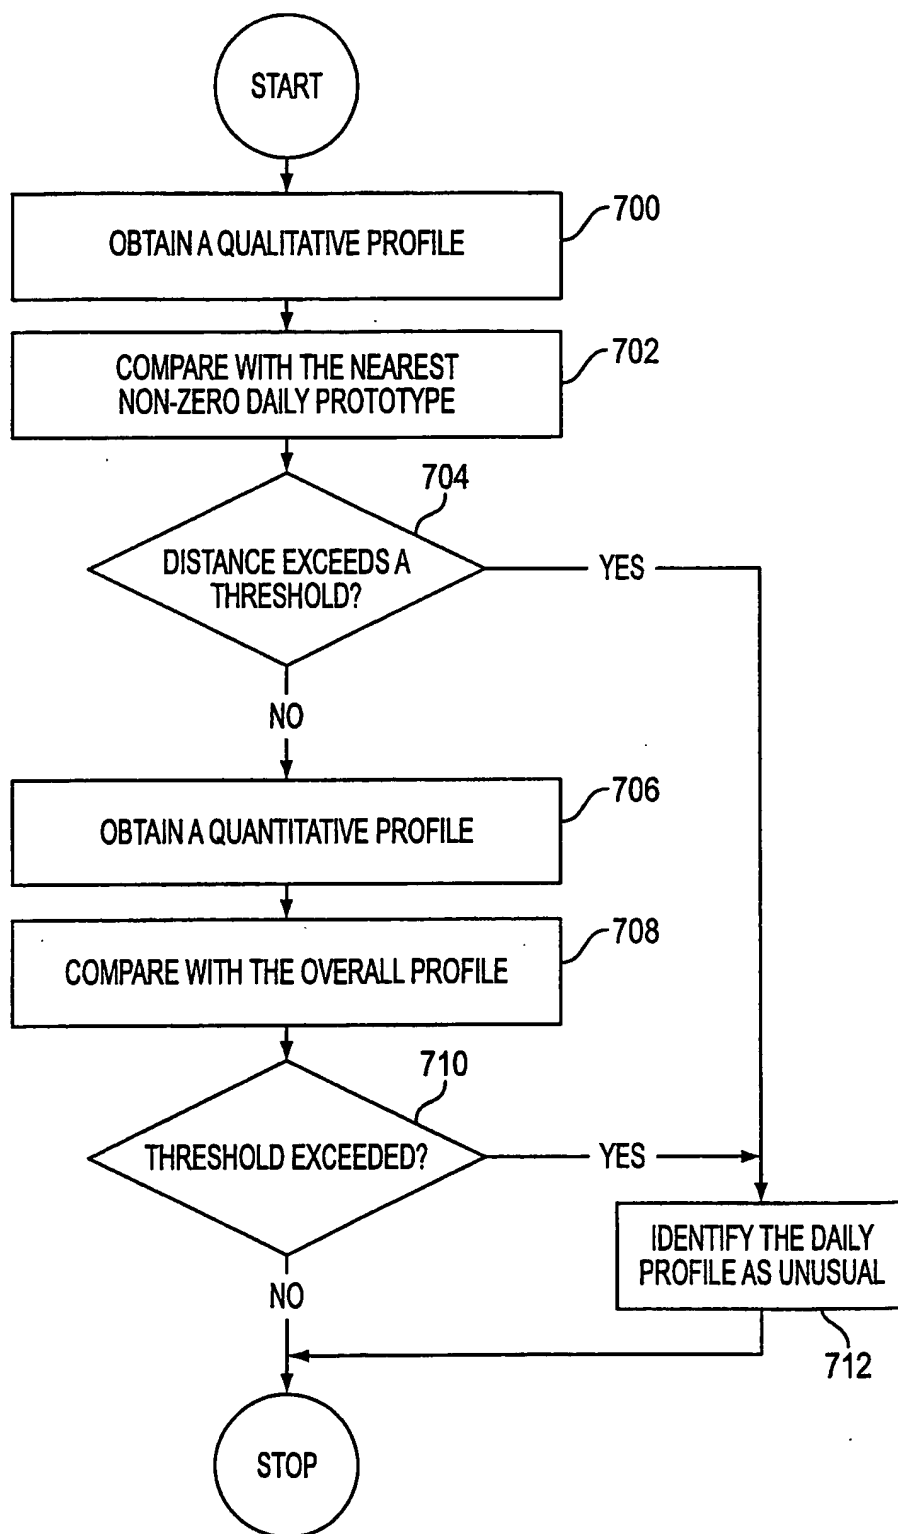 START
OBTAIN A QUALITATIVE PROFILE
700
COMPARE WITH THE NEAREST
NON-ZERO DAILY PROTOTYPE
702
704
DISTANCE EXCEEDS A
THRESHOLD?
YES
NO
OBTAIN A QUANTITATIVE PROFILE
706
COMPARE WITH THE OVERALL PROFILE
708
710
THRESHOLD EXCEEDED?
YES
IDENTIFY THE DAILY
PROFILE AS UNUSUAL
712
NO
STOP